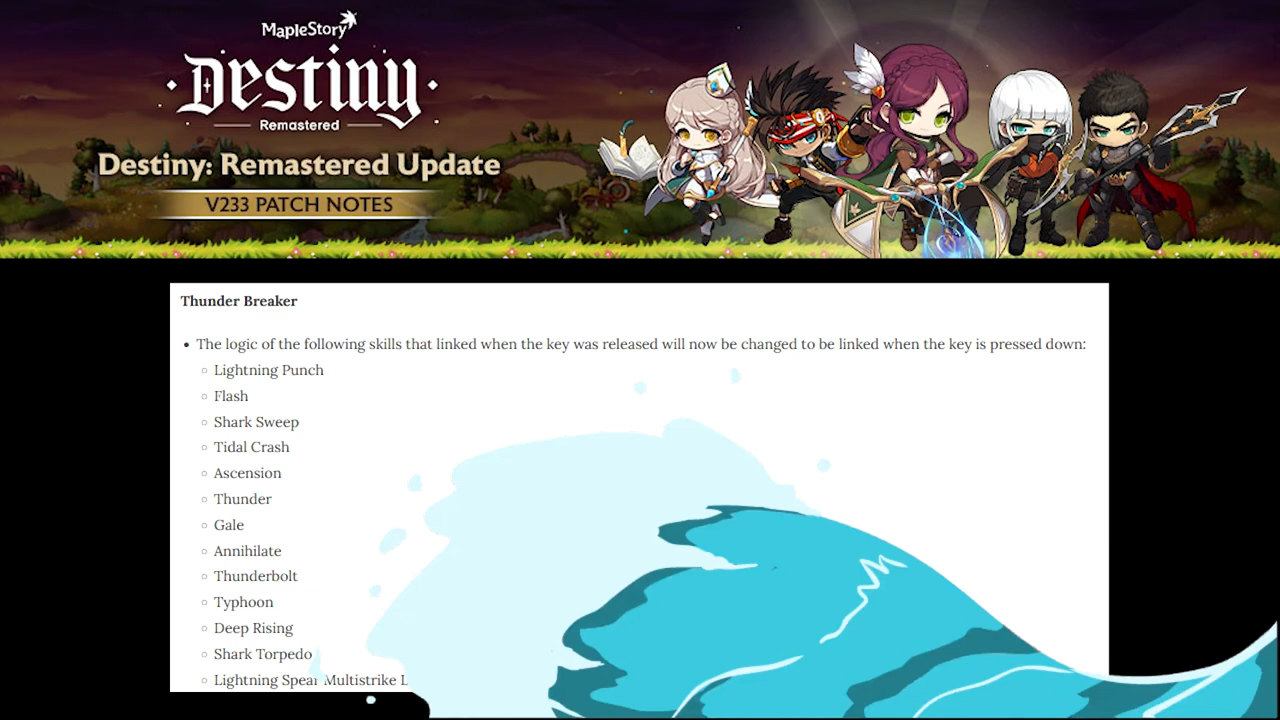 MapleStory
Destiny
Remastered
Destiny: Remastered Update
V233 PATCH NOTES
Thunder Breaker
The logic of the following skills that linked when the key was released will now be changed to be linked when the key is pressed down:
Lightning Punch
Flash
Shark Sweep
Tidal Crash
Ascension
Thunder
Gale
Annihilate
Thunderbolt
Typhoon
Deep Rising
Shark Torpedo
Lightning Spear Multistrike